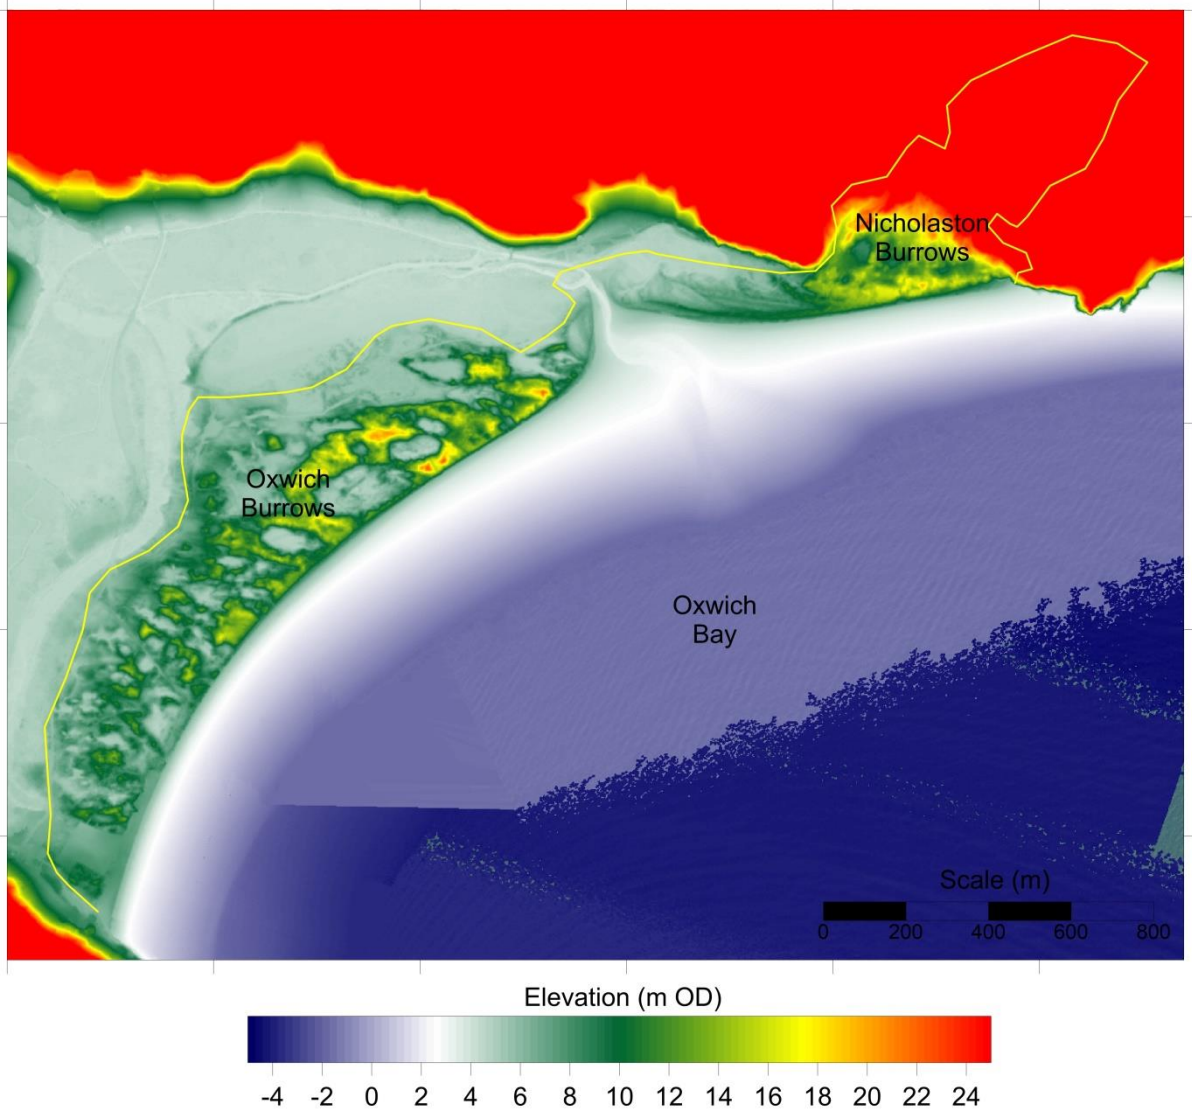 Nicholaston
Burrows
Oxwich
Burrows
Oxwich
Bay
Scale (m)
0 200 400 600 800
Elevation (m OD)
-4 -2 0 2 4 6 8 10 12 14 16 18 20 22 24